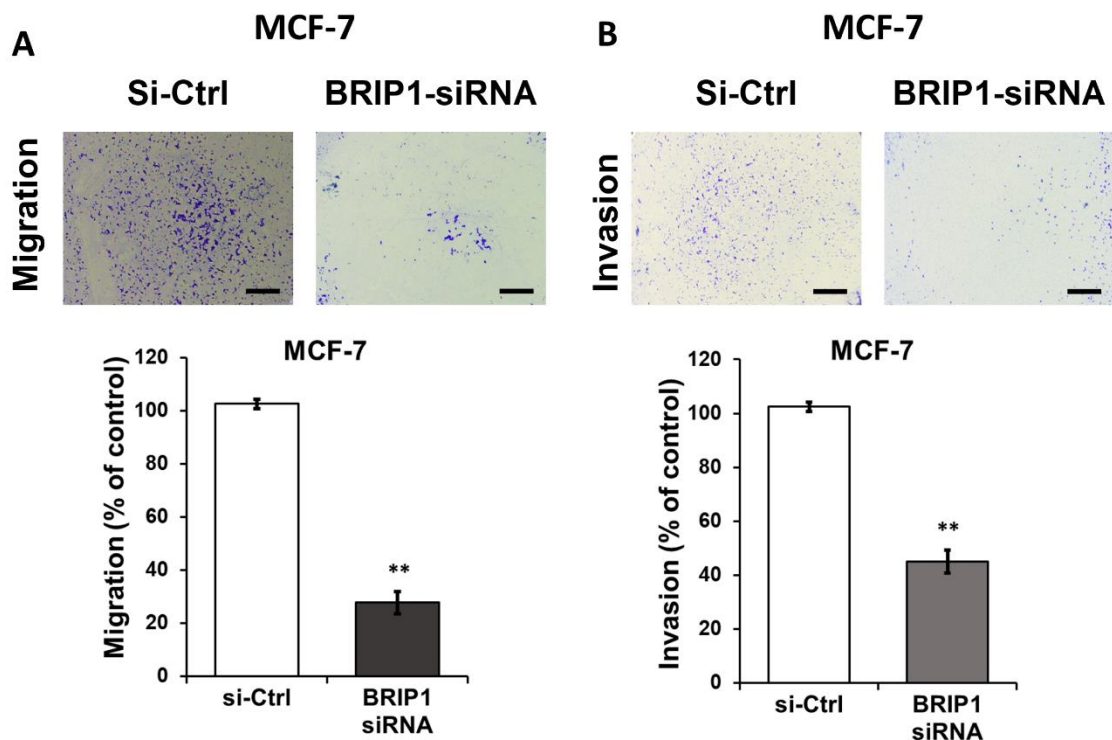 A
MCF-7
Si-Ctrl
BRIP1-siRNA
Migration
MCF-7
Migration (% of control)
120
100
80
60
40
20
0
**
si-Ctrl
BRIP1
siRNA
B
MCF-7
Si-Ctrl
BRIP1-siRNA
Invasion
MCF-7
Invasion (% of control)
120
100
80
60
40
20
0
**
si-Ctrl
BRIP1
siRNA